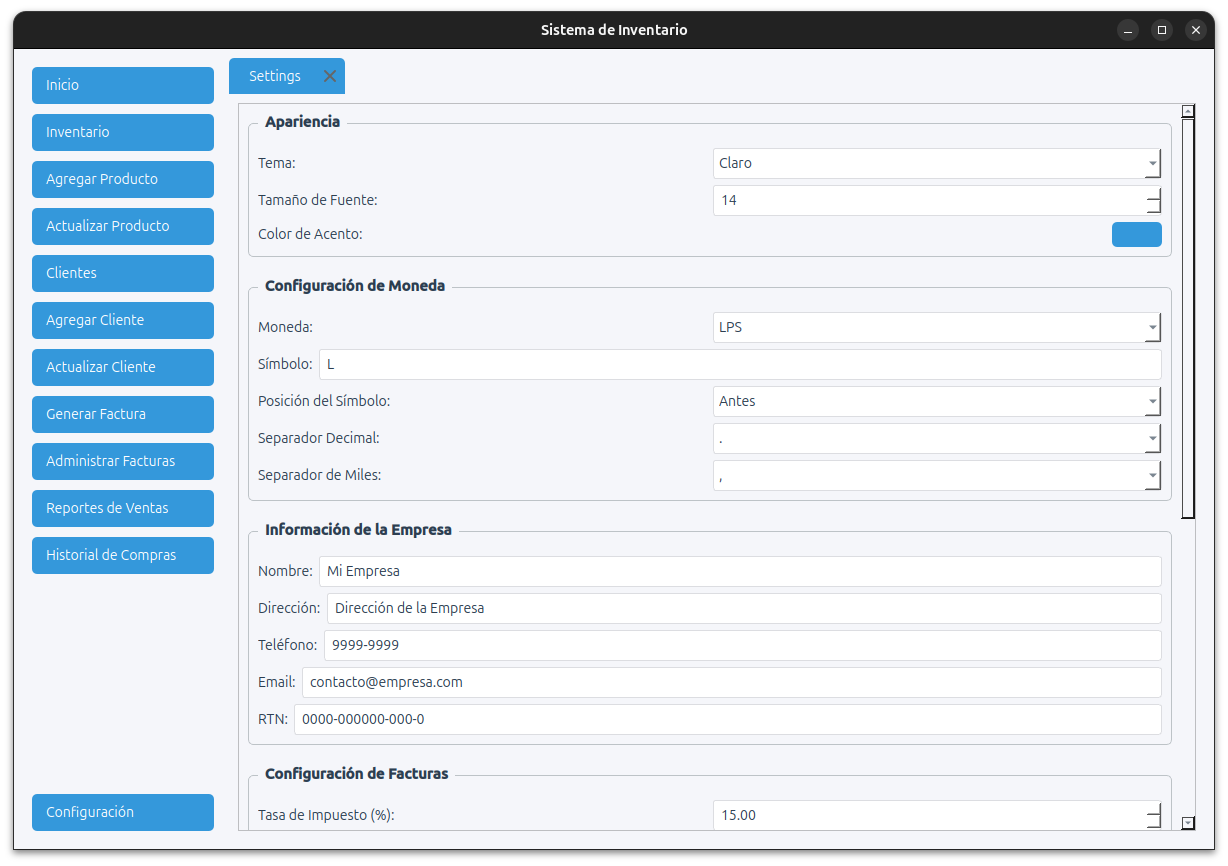 Sistema de Inventario
Inicio
Inventario
Agregar Producto
Actualizar Producto
Clientes
Agregar Cliente
Actualizar Cliente
Generar Factura
Administrar Facturas
Reportes de Ventas
Historial de Compras
Configuración
Settings
Apariencia
Tema: Claro
Tamaño de Fuente: 14
Color de Acento:
Configuración de Moneda
Moneda: LPS
Símbolo: L
Posición del Símbolo: Antes
Separador Decimal: .
Separador de Miles: ,
Información de la Empresa
Nombre: Mi Empresa
Dirección: Dirección de la Empresa
Teléfono: 9999-9999
Email: contacto@empresa.com
RTN: 0000-000000-000-0
Configuración de Facturas
Tasa de Impuesto (%): 15.00